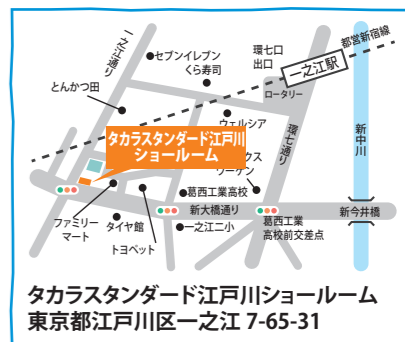 一之江通り
セブンイレブン
くら寿司
環七口
出口
一之江駅
都営新宿線
とんかつ田
ロータリー
ウェルシア
タカラスタンダード江戸川
ショールーム
環七通り
新中川
クス
ワーゲン
葛西工業高校
新大橋通り
新今井橋
ファミリー
マート
タイヤ館
トヨペット
一之江二小
葛西工業
高校前交差点
タカラスタンダード江戸川ショールーム
東京都江戸川区一之江 7-65-31